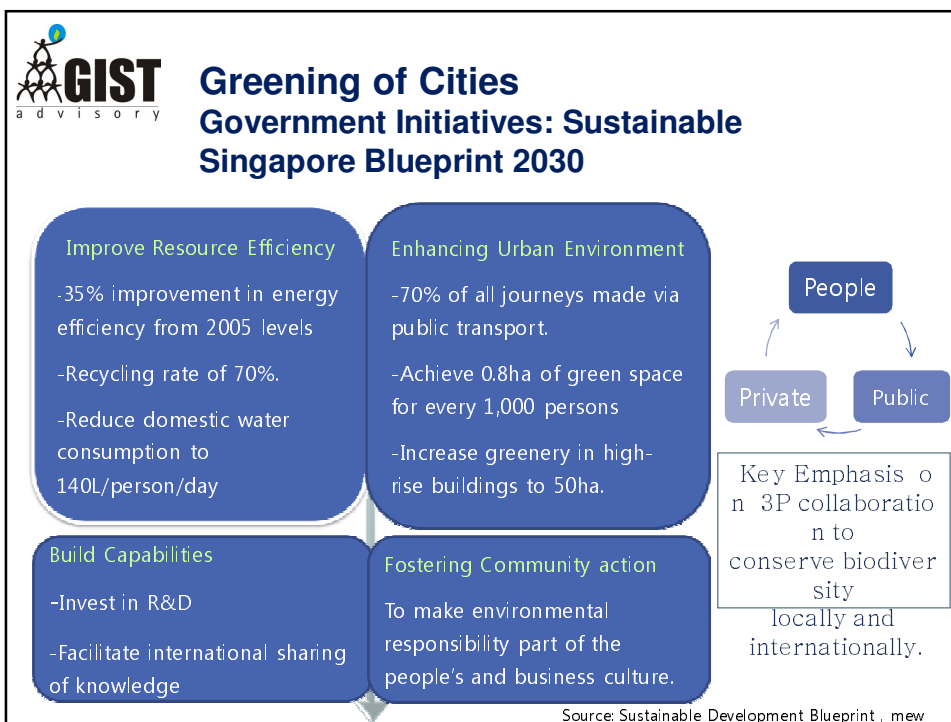 GIST
advisory
Greening of Cities
Government Initiatives: Sustainable
Singapore Blueprint 2030
Improve Resource Efficiency
-35% improvement in energy
efficiency from 2005 levels
-Recycling rate of 70%.
-Reduce domestic water
consumption to
140L/person/day
Enhancing Urban Environment
-70% of all journeys made via
public transport.
-Achieve 0.8ha of green space
for every 1,000 persons
-Increase greenery in high-
rise buildings to 50ha.
Build Capabilities
-Invest in R&D
-Facilitate international sharing
of knowledge
Fostering Community action
To make environmental
responsibility part of the
people's and business culture.
People
Private
Public
Key Emphasis o
n 3P collaboratio
n to
conserve biodiver
sity
locally and
internationally.
Source: Sustainable Development Blueprint , mew